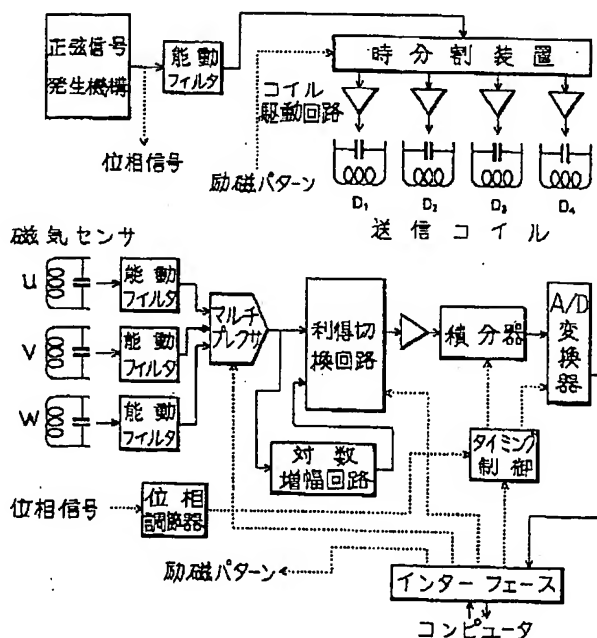 正弦信号
発生機構
能動
フィルタ
時分割装置
コイル
駆動回路
位相信号
励磁パターン
D₁
D₂
D₃
D₄
送信コイル
磁気センサ
U
能動
フィルタ
V
能動
フィルタ
W
能動
フィルタ
マルチ
プレクサ
利得切
換回路
積分器
A/D
変換器
対数
増幅回路
タイミング
制御
位相信号
位相
調節器
励磁パターン
インターフェース
コンピュータ